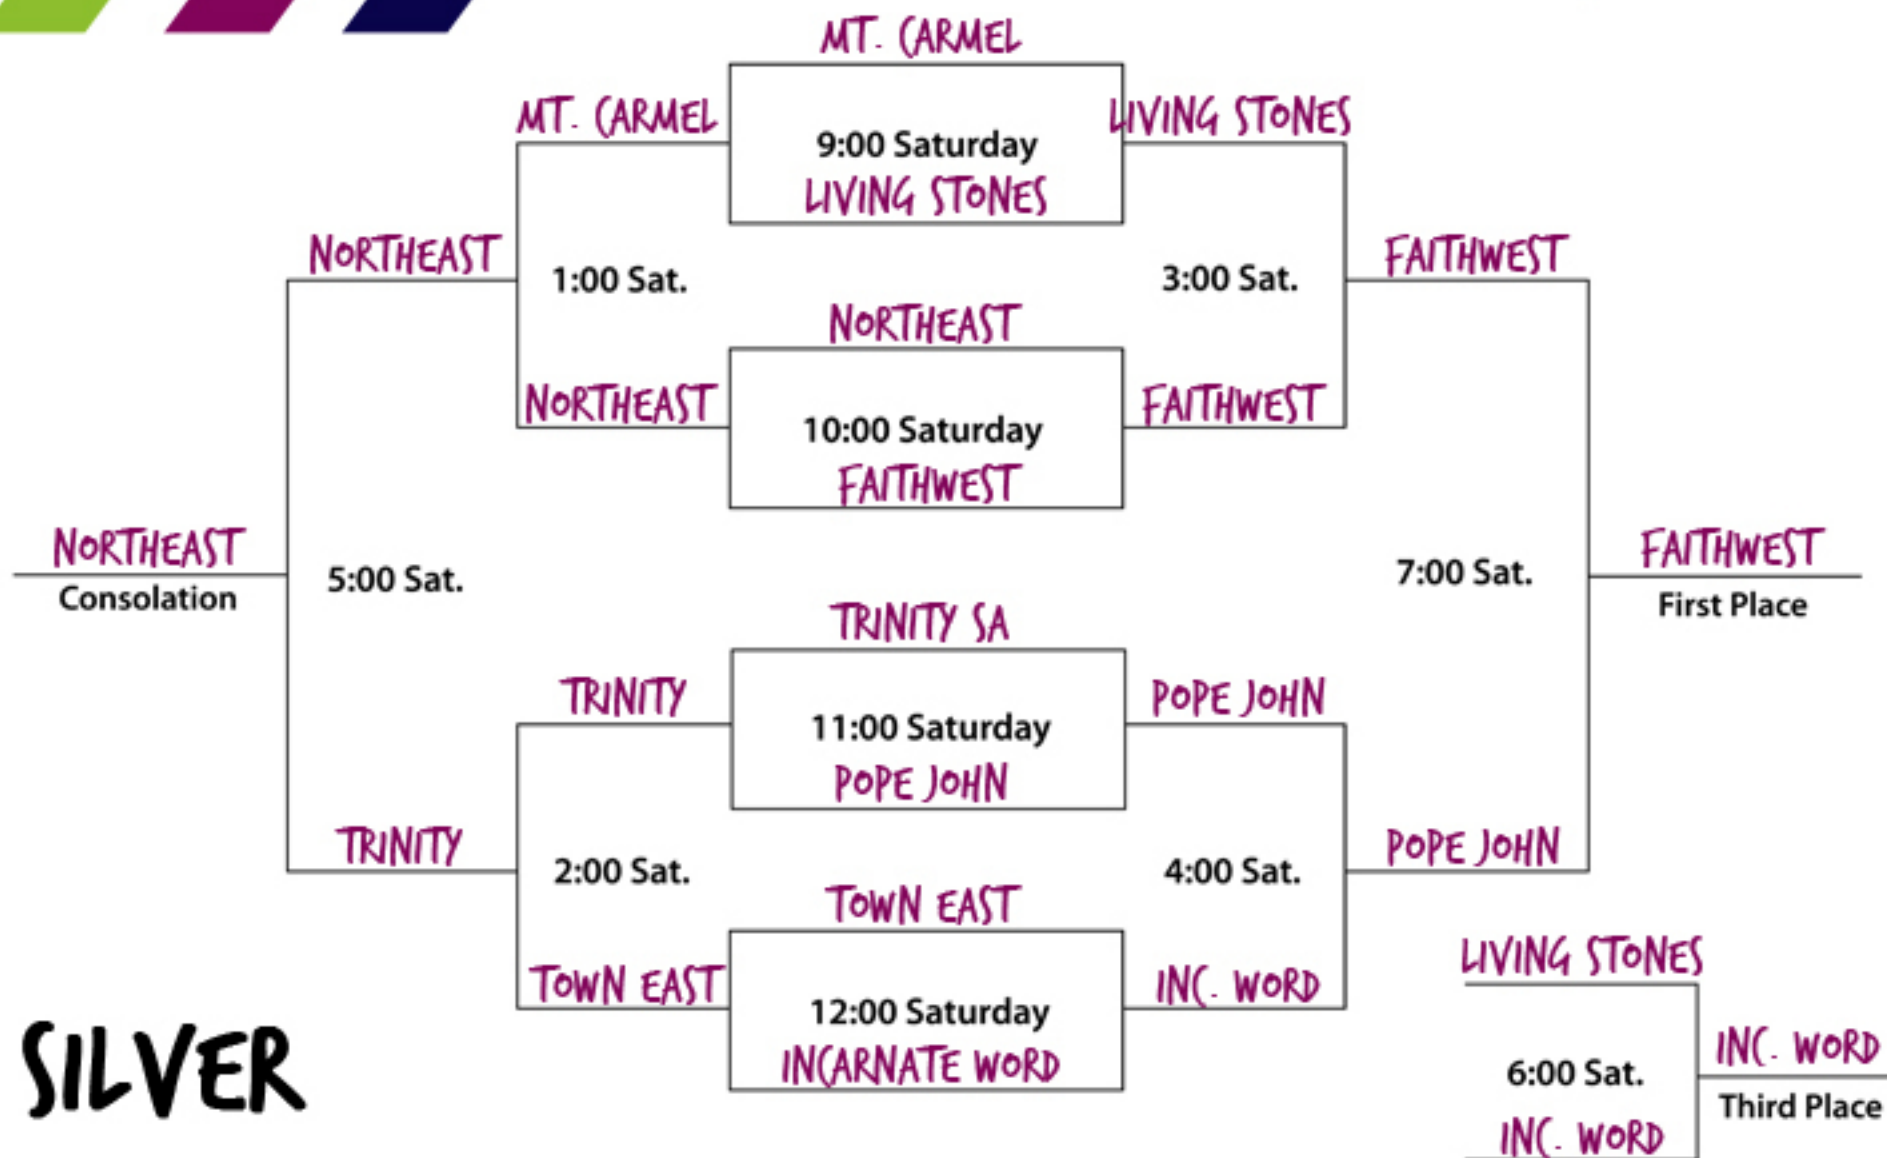 MT. CARMEL
MT. CARMEL
LIVING STONES
9:00 Saturday
LIVING STONES
NORTHEAST
FAITHWEST
1:00 Sat.
3:00 Sat.
NORTHEAST
NORTHEAST
FAITHWEST
10:00 Saturday
FAITHWEST
NORTHEAST
FAITHWEST
5:00 Sat.
7:00 Sat.
Consolation
First Place
TRINITY SA
TRINITY
POPE JOHN
11:00 Saturday
POPE JOHN
TRINITY
POPE JOHN
2:00 Sat.
4:00 Sat.
TOWN EAST
LIVING STONES
TOWN EAST
INC. WORD
12:00 Saturday
INCARNATE WORD
SILVER
INC. WORD
6:00 Sat.
Third Place
INC. WORD